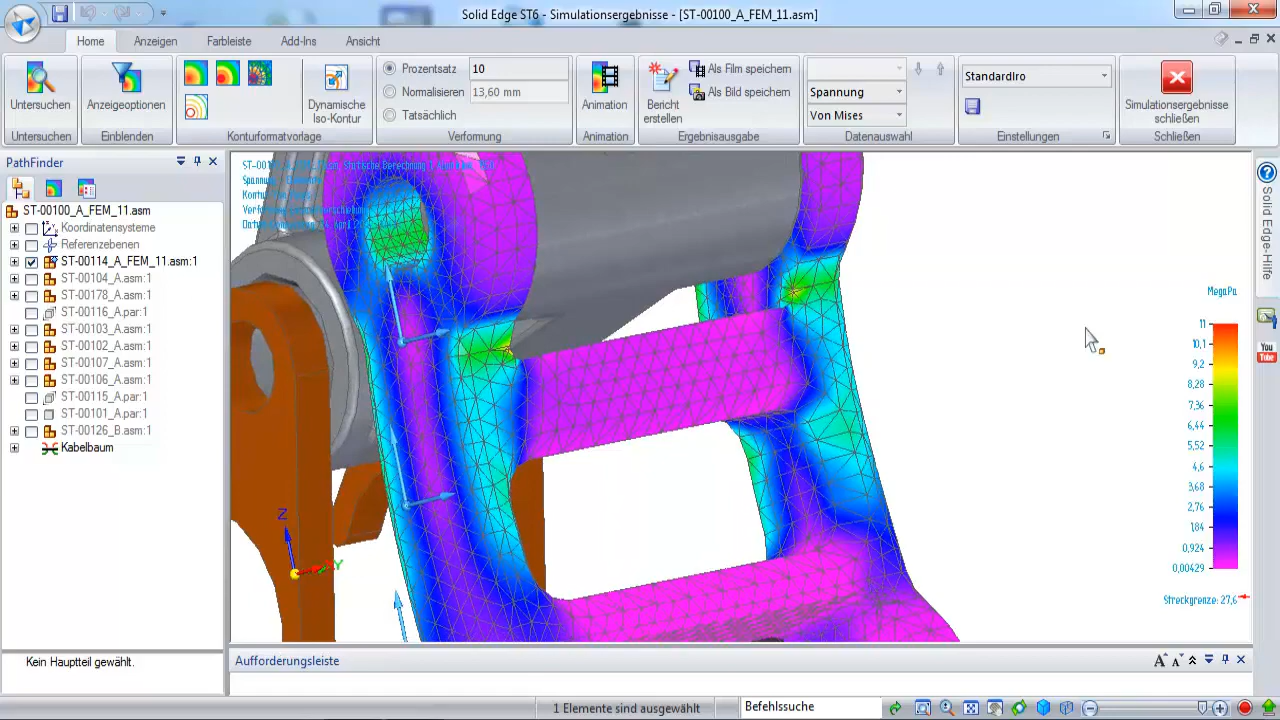 Solid Edge ST6 - Simulationsergebnisse - [ST-00100_A_FEM_11.asm]
Home
Anzeigen
Farbleiste
Add-Ins
Ansicht
Untersuchen
Untersuchen
Anzeigeoptionen
Einblenden
Dynamische
Iso-Kontur
Konturformatvorlage
Prozentsatz
10
Normalisieren
13,60 mm
Tatsächlich
Verformung
Animation
Animation
Bericht
erstellen
Als Film speichern
Als Bild speichern
Ergebnisausgabe
Spannung
Von Mises
Datenauswahl
StandardIro
Einstellungen
Simulationsergebnisse
schließen
Schließen
PathFinder
ST-00100_A_FEM_11.asm
Koordinatensysteme
Referenzebenen
ST-00114_A_FEM_11.asm:1
ST-00104_A.asm:1
ST-00178_A.asm:1
ST-00116_A.par:1
ST-00103_A.asm:1
ST-00102_A.asm:1
ST-00107_A.asm:1
ST-00106_A.asm:1
ST-00115_A.par:1
ST-00101_A.par:1
ST-00126_B.asm:1
Kabelbaum
Kein Hauptteil gewählt.
Z
Y
MegaPa
11
10,1
9,2
8,28
7,36
6,44
5,52
4,6
3,68
2,76
1,84
0,924
0,00429
Streckgrenze: 27,6
Solid Edge-Hilfe
You
Tube
Aufforderungsleiste
1 Elemente sind ausgewählt
Befehlssuche